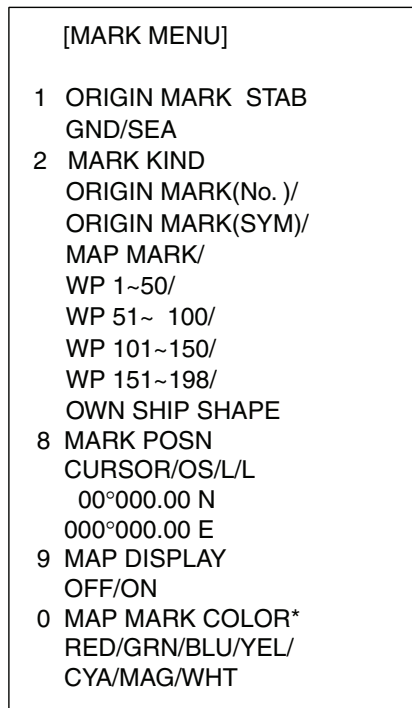 [MARK MENU]
1 ORIGIN MARK STAB
GND/SEA
2 MARK KIND
ORIGIN MARK(No. )/
ORIGIN MARK(SYM)/
MAP MARK/
WP 1~50/
WP 51~ 100/
WP 101~150/
WP 151~198/
OWN SHIP SHAPE
8 MARK POSN
CURSOR/OS/L/L
00°000.00 N
000°000.00 E
9 MAP DISPLAY
OFF/ON
0 MAP MARK COLOR*
RED/GRN/BLU/YEL/
CYA/MAG/WHT